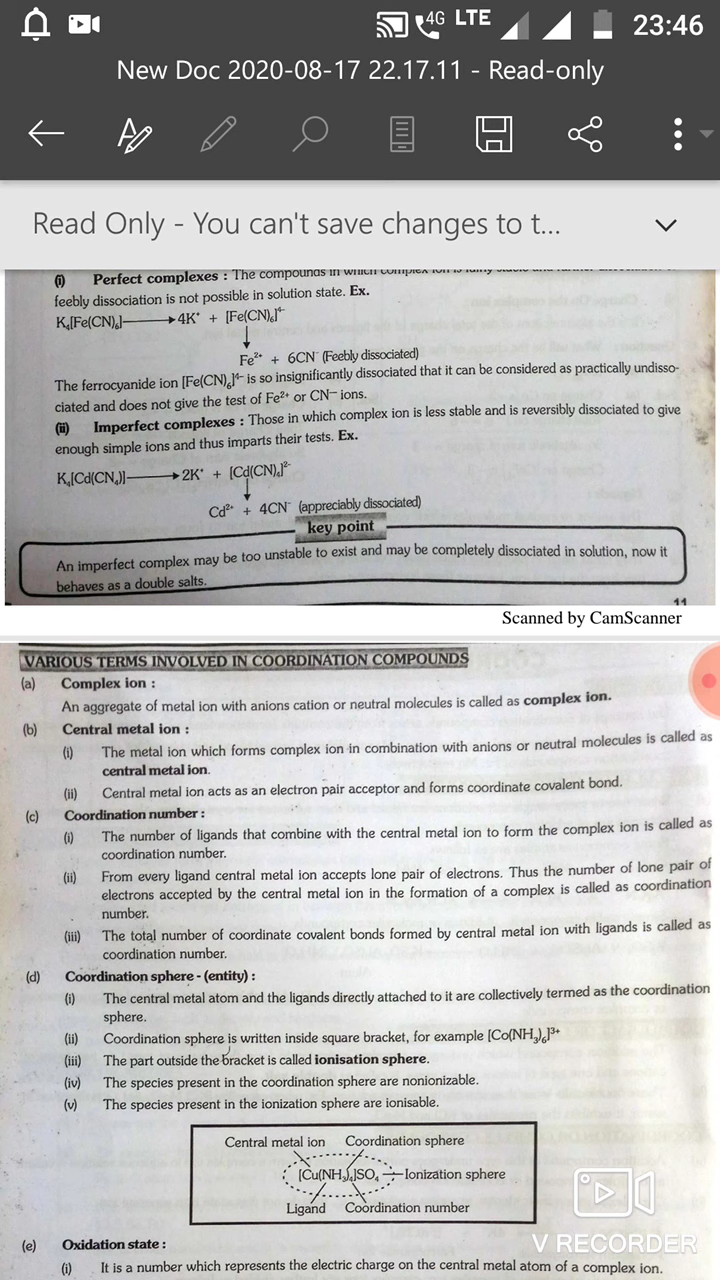 4G LTE 23:46
New Doc 2020-08-17 22.17.11 - Read-only
Read Only - You can't save changes to t...
(i) Perfect complexes : The compounds in which complex ion is
feebly dissociation is not possible in solution state. Ex.
K₄[Fe(CN)₆]⟶4K⁺ + [Fe(CN)₆]⁴⁻
↓
Fe²⁺ + 6CN⁻ (Feebly dissociated)
The ferrocyanide ion [Fe(CN)₆]⁴⁻ is so insignificantly dissociated that it can be considered as practically undisso-
ciated and does not give the test of Fe²⁺ or CN⁻ ions.
(ii) Imperfect complexes : Those in which complex ion is less stable and is reversibly dissociated to give
enough simple ions and thus imparts their tests. Ex.
[Cd(CN₄)]⟶2K⁺ + [Cd(CN)₄]²⁻
↓
Cd²⁺ + 4CN⁻ (appreciably dissociated)
key point
An imperfect complex may be too unstable to exist and may be completely dissociated in solution, now it
behaves as a double salts.
11
Scanned by CamScanner
VARIOUS TERMS INVOLVED IN COORDINATION COMPOUNDS
(a) Complex ion :
An aggregate of metal ion with anions cation or neutral molecules is called as complex ion.
(b) Central metal ion :
(i) The metal ion which forms complex ion in combination with anions or neutral molecules is called as
central metal ion.
(ii) Central metal ion acts as an electron pair acceptor and forms coordinate covalent bond.
(c) Coordination number :
(i) The number of ligands that combine with the central metal ion to form the complex ion is called as
coordination number.
(ii) From every ligand central metal ion accepts lone pair of electrons. Thus the number of lone pair of
electrons accepted by the central metal ion in the formation of a complex is called as coordination
number.
(iii) The total number of coordinate covalent bonds formed by central metal ion with ligands is called as
coordination number.
(d) Coordination sphere - (entity) :
(i) The central metal atom and the ligands directly attached to it are collectively termed as the coordination
sphere.
(ii) Coordination sphere is written inside square bracket, for example [Co(NH₃)₆]³⁺
(iii) The part outside the bracket is called ionisation sphere.
(iv) The species present in the coordination sphere are nonionizable.
(v) The species present in the ionization sphere are ionisable.
Central metal ion Coordination sphere
[Cu(NH₃)₄]SO₄ Ionization sphere
Ligand Coordination number
V RECORDER
(e) Oxidation state :
(i) It is a number which represents the electric charge on the central metal atom of a complex ion.